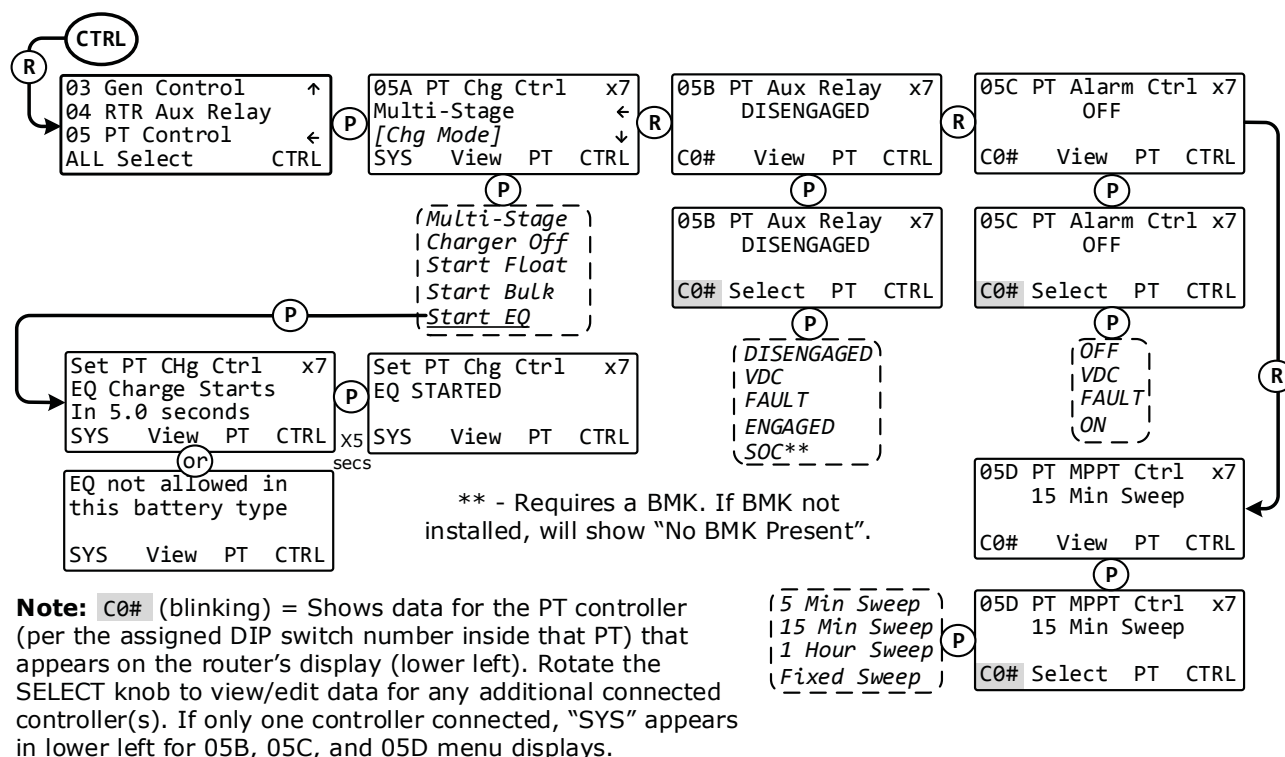 CTRL
R
03 Gen Control ↑
04 RTR Aux Relay
05 PT Control ←
ALL Select CTRL
P
05A PT Chg Ctrl x7
Multi-Stage ←
[Chg Mode] ↓
SYS View PT CTRL
R
05B PT Aux Relay x7
DISENGAGED
C0# View PT CTRL
R
05C PT Alarm Ctrl x7
OFF
C0# View PT CTRL
P
Multi-Stage
Charger Off
Start Float
Start Bulk
Start EQ
P
05B PT Aux Relay x7
DISENGAGED
C0# Select PT CTRL
P
DISENGAGED
VDC
FAULT
ENGAGED
SOC**
P
05C PT Alarm Ctrl x7
OFF
C0# Select PT CTRL
P
OFF
VDC
FAULT
ON
R
P
Set PT CHg Ctrl x7
EQ Charge Starts
In 5.0 seconds
SYS View PT CTRL
P
X5
secs
Set PT Chg Ctrl x7
EQ STARTED
SYS View PT CTRL
or
EQ not allowed in
this battery type
SYS View PT CTRL
** - Requires a BMK. If BMK not
installed, will show “No BMK Present”.
05D PT MPPT Ctrl x7
15 Min Sweep
C0# View PT CTRL
P
05D PT MPPT Ctrl x7
15 Min Sweep
C0# Select PT CTRL
P
5 Min Sweep
15 Min Sweep
1 Hour Sweep
Fixed Sweep
Note: C0# (blinking) = Shows data for the PT controller
(per the assigned DIP switch number inside that PT) that
appears on the router’s display (lower left). Rotate the
SELECT knob to view/edit data for any additional connected
controller(s). If only one controller connected, “SYS” appears
in lower left for 05B, 05C, and 05D menu displays.